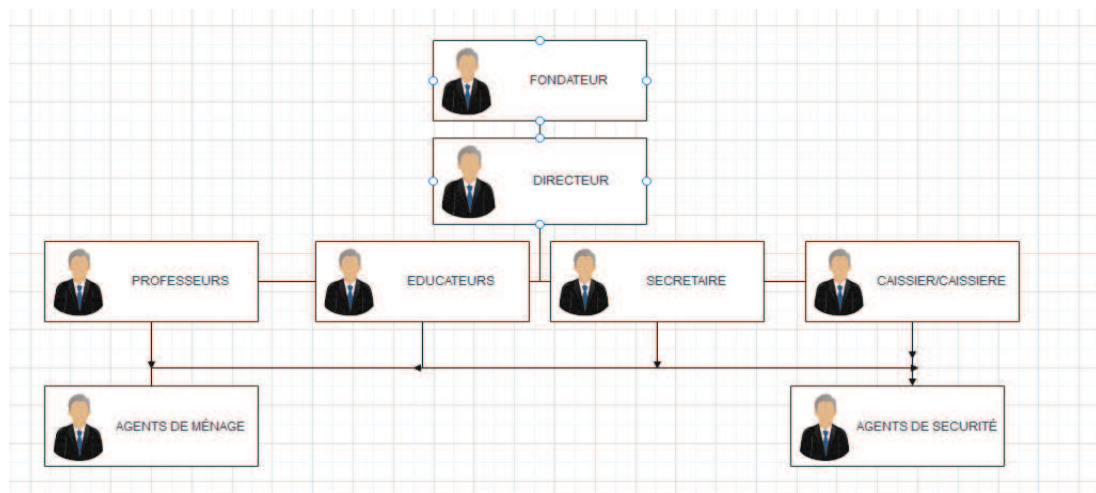 FONDATEUR
DIRECTEUR
PROFESSEURS
EDUCATEURS
SECRETAIRE
CAISSIER/CAISSIERE
AGENTS DE MÉNAGE
AGENTS DE SECURITÉ